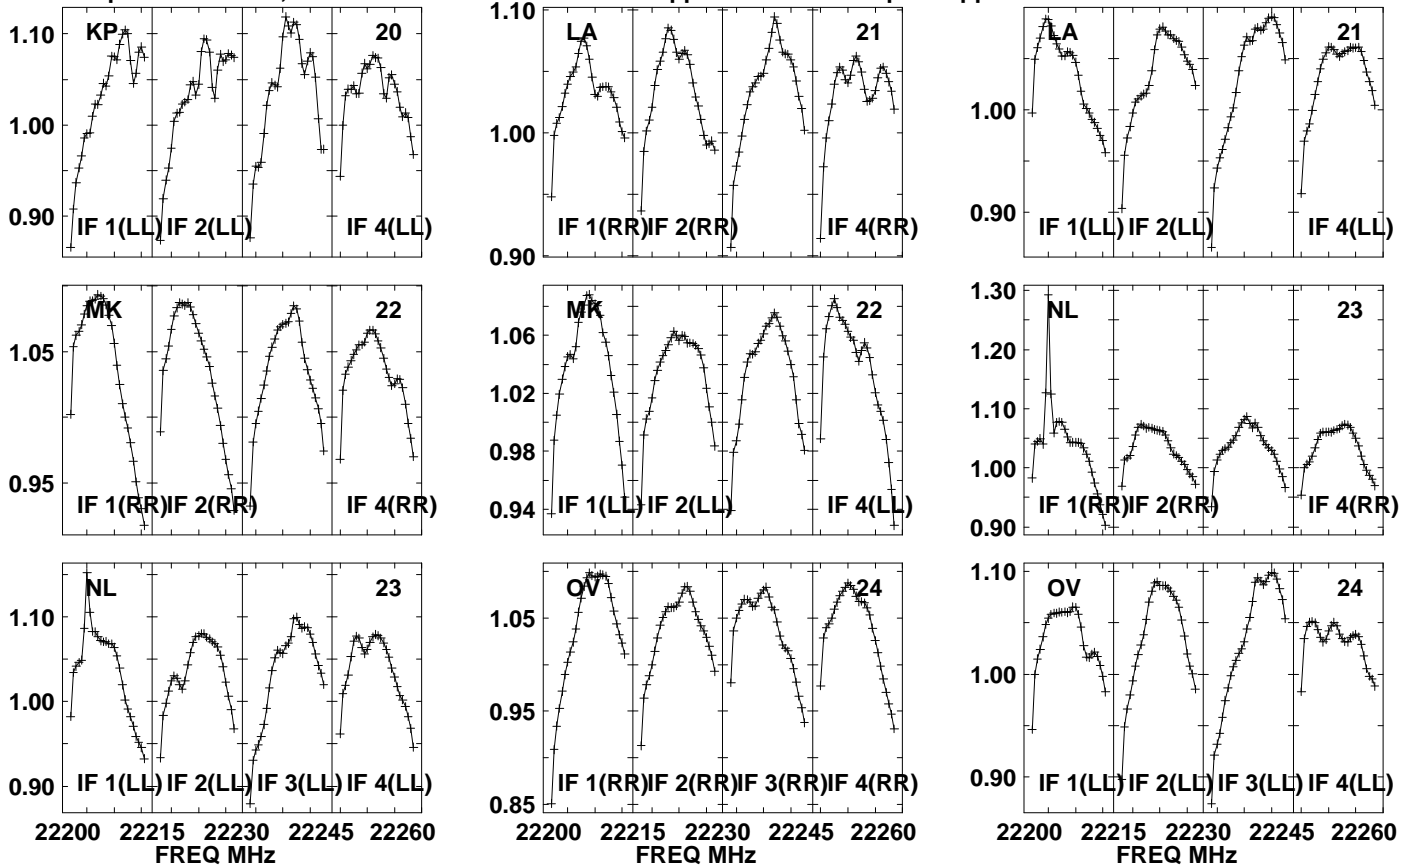 KP 20
1.10
1.00
0.90
IF 1(LL) IF 2(LL) IF 4(LL)
LA 21
1.10
1.00
0.90
IF 1(RR) IF 2(RR) IF 4(RR)
LA 21
1.00
0.90
IF 1(LL) IF 2(LL) IF 4(LL)
MK 22
1.05
0.95
IF 1(RR) IF 2(RR) IF 4(RR)
MK 22
1.06
1.02
0.98
0.94
IF 1(LL) IF 2(LL) IF 4(LL)
NL 23
1.30
1.20
1.10
1.00
0.90
IF 1(RR) IF 2(RR) IF 4(RR)
NL 23
1.10
1.00
0.90
IF 1(LL) IF 2(LL) IF 3(LL) IF 4(LL)
22200 22215 22230 22245 22260
FREQ MHz
OV 24
1.05
0.95
0.85
IF 1(RR) IF 2(RR) IF 3(RR) IF 4(RR)
22200 22215 22230 22245 22260
FREQ MHz
OV 24
1.10
1.00
0.90
IF 1(LL) IF 2(LL) IF 3(LL) IF 4(LL)
22200 22215 22230 22245 22260
FREQ MHz